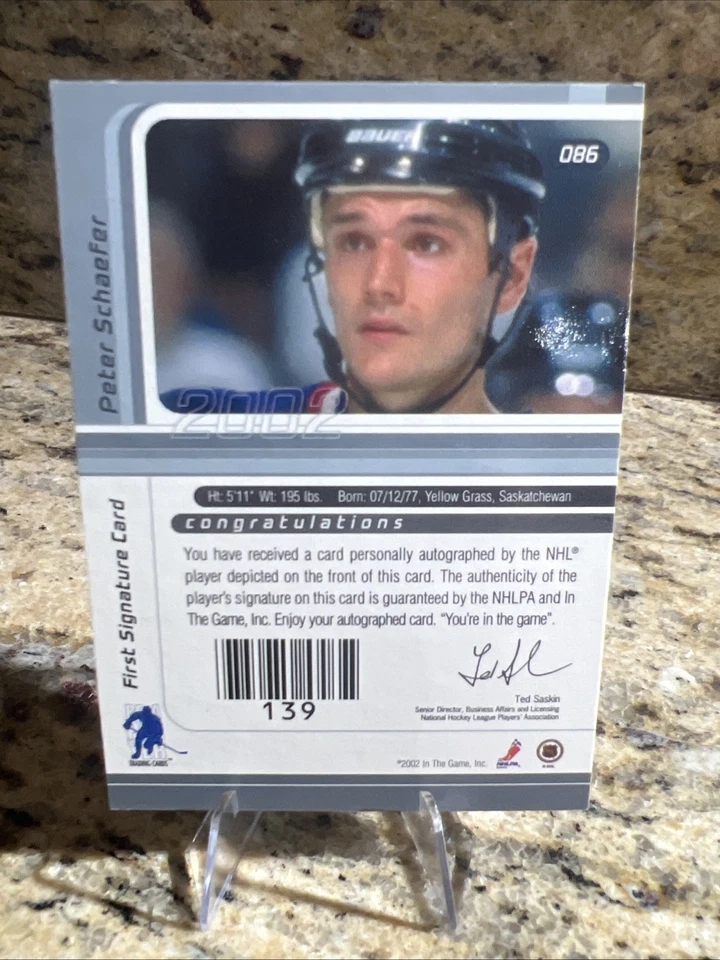 BAUER
086
Peter Schaefer
2002
Ht: 5'11" Wt: 195 lbs. Born: 07/12/77, Yellow Grass, Saskatchewan
congratulations
First Signature Card
You have received a card personally autographed by the NHL®
player depicted on the front of this card. The authenticity of the
player's signature on this card is guaranteed by the NHLPA and In
The Game, Inc. Enjoy your autographed card. "You're in the game".
139
Ted Saskin
Senior Director, Business Affairs and Licensing
National Hockey League Players' Association
TRADING CARDS™
©2002 In The Game, Inc.
NHLPA